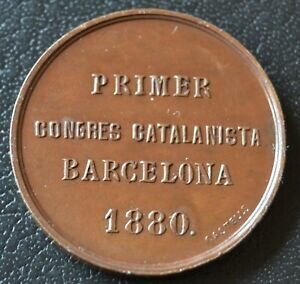 PRIMER
CONGRES CATALANISTA
BARCELONA
1880.